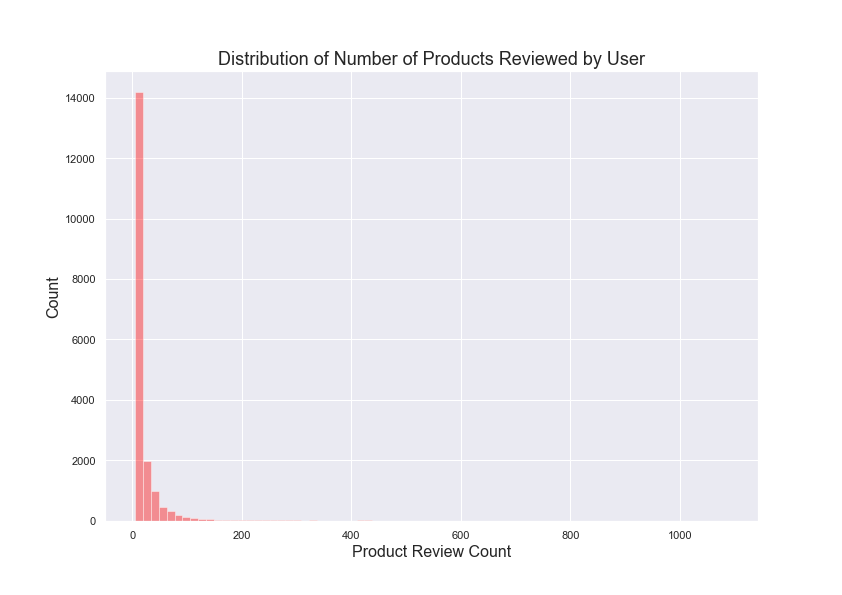 Distribution of Number of Products Reviewed by User
14000
12000
10000
8000
6000
4000
2000
0
Count
0 200 400 600 800 1000
Product Review Count